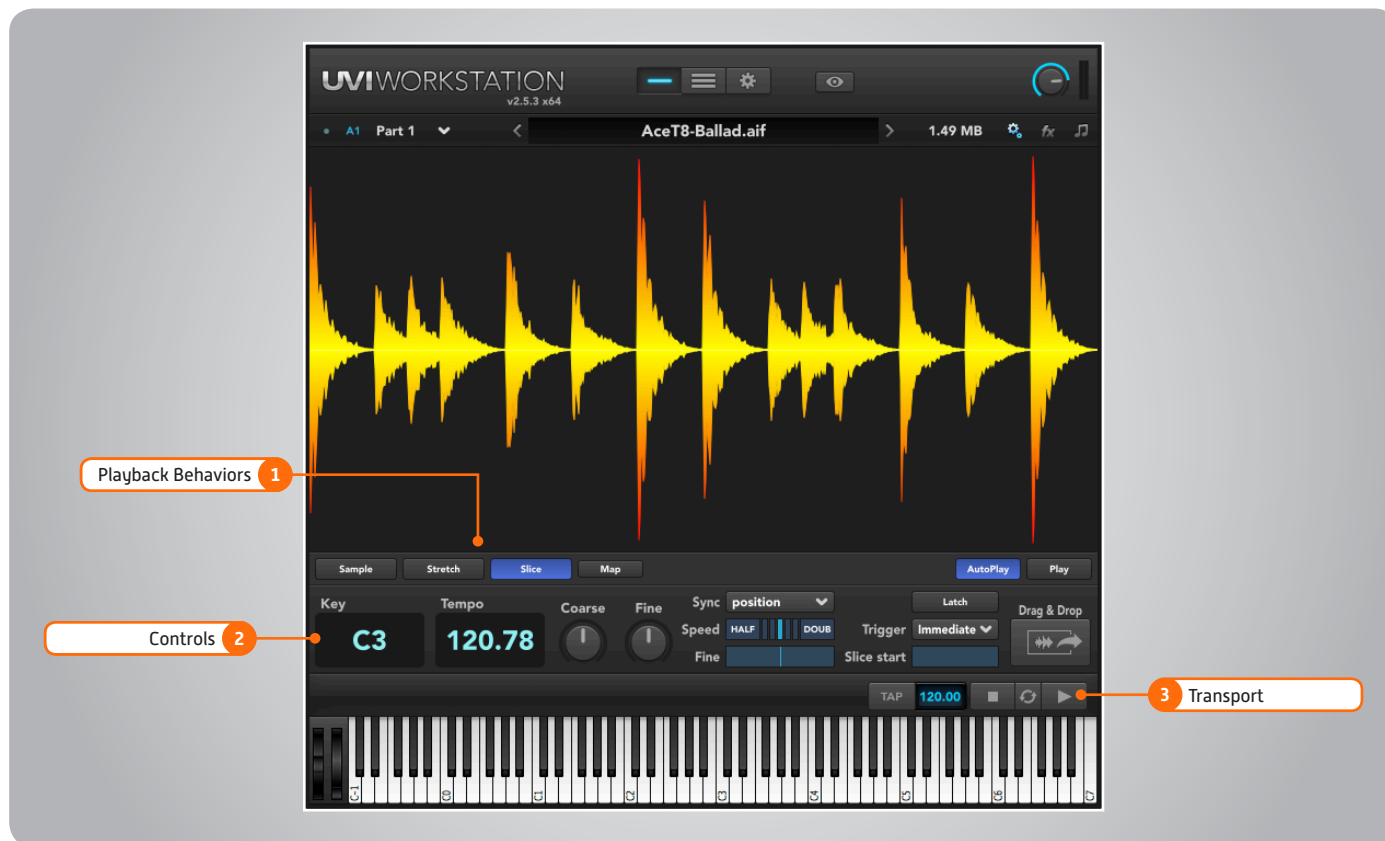 UVIWORKSTATION
v2.5.3 x64
A1 Part 1 AceT8-Ballad.aif 1.49 MB fx
Playback Behaviors 1
Sample Stretch Slice Map AutoPlay Play
Key Tempo Coarse Fine Sync position Latch Drag & Drop
C3 120.78 Speed HALF DOUB Trigger Immediate
Fine Slice start
Controls 2
TAP 120.00
3 Transport
C-1 C0 C1 C2 C3 C4 C5 C6 C7